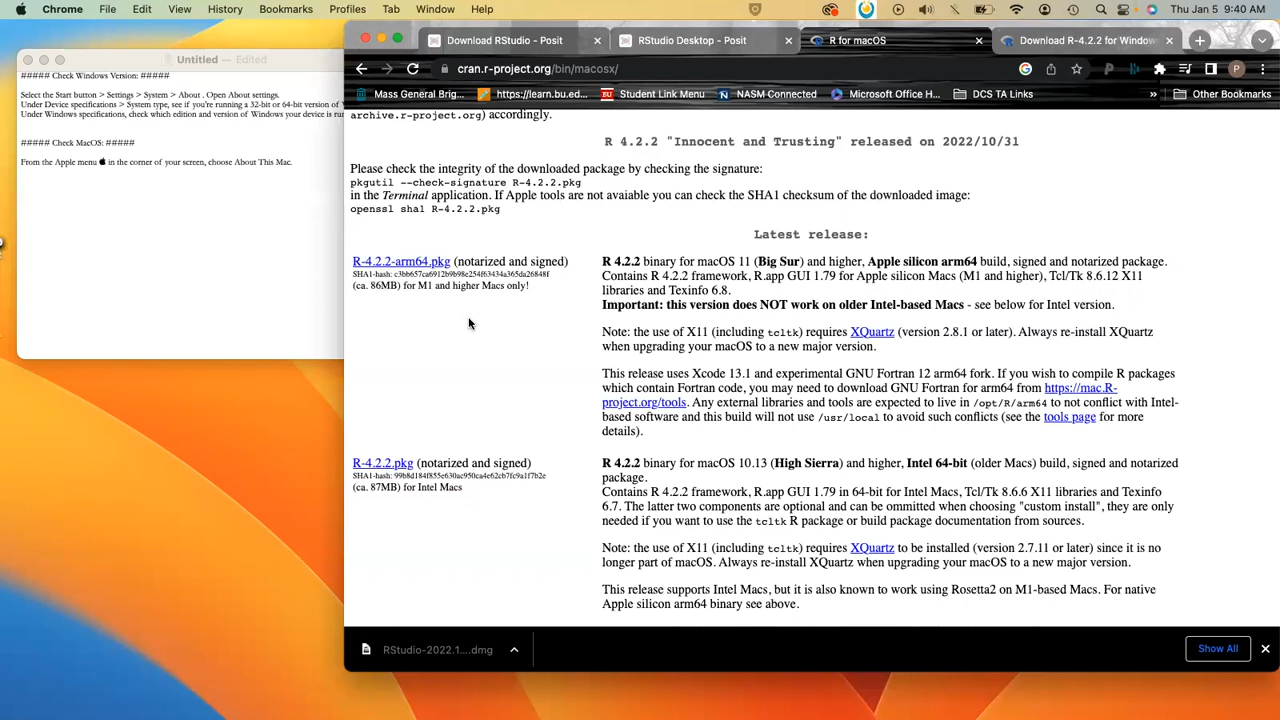 Chrome File Edit View History Bookmarks Profiles Tab Window Help Thu Jan 5 9:40 AM
Untitled — Edited
##### Check Windows Version: #####
Select the Start button > Settings > System > About . Open About settings.
Under Device specifications > System type, see if you're running a 32-bit or 64-bit version of
Under Windows specifications, check which edition and version of Windows your device is
##### Check MacOS: #####
From the Apple menu in the corner of your screen, choose About This Mac.
Download RStudio - Posit RStudio Desktop - Posit R for macOS Download R-4.2.2 for Window
cran.r-project.org/bin/macosx/ P
Mass General Brig... https://learn.bu.ed... BU Student Link Menu N NASM Connected Microsoft Office H... DCS TA Links » Other Bookmarks
archive.r-project.org) accordingly.
R 4.2.2 "Innocent and Trusting" released on 2022/10/31
Please check the integrity of the downloaded package by checking the signature:
pkgutil --check-signature R-4.2.2.pkg
in the Terminal application. If Apple tools are not avaiable you can check the SHA1 checksum of the downloaded image:
openssl sha1 R-4.2.2.pkg
Latest release:
R-4.2.2-arm64.pkg (notarized and signed)
SHA1-hash: c3bb657ca6912b9b98e254f63434a365da26848f
(ca. 86MB) for M1 and higher Macs only!
R 4.2.2 binary for macOS 11 (Big Sur) and higher, Apple silicon arm64 build, signed and notarized package.
Contains R 4.2.2 framework, R.app GUI 1.79 for Apple silicon Macs (M1 and higher), Tcl/Tk 8.6.12 X11
libraries and Texinfo 6.8.
Important: this version does NOT work on older Intel-based Macs - see below for Intel version.
Note: the use of X11 (including tcltk) requires XQuartz (version 2.8.1 or later). Always re-install XQuartz
when upgrading your macOS to a new major version.
This release uses Xcode 13.1 and experimental GNU Fortran 12 arm64 fork. If you wish to compile R packages
which contain Fortran code, you may need to download GNU Fortran for arm64 from https://mac.R-
project.org/tools. Any external libraries and tools are expected to live in /opt/R/arm64 to not conflict with Intel-
based software and this build will not use /usr/local to avoid such conflicts (see the tools page for more
details).
R-4.2.2.pkg (notarized and signed)
SHA1-hash: 99b8d184f855e630ac950ca4e62cb7fc9a1f7b2e
(ca. 87MB) for Intel Macs
R 4.2.2 binary for macOS 10.13 (High Sierra) and higher, Intel 64-bit (older Macs) build, signed and notarized
package.
Contains R 4.2.2 framework, R.app GUI 1.79 in 64-bit for Intel Macs, Tcl/Tk 8.6.6 X11 libraries and Texinfo
6.7. The latter two components are optional and can be ommitted when choosing "custom install", they are only
needed if you want to use the tcltk R package or build package documentation from sources.
Note: the use of X11 (including tcltk) requires XQuartz to be installed (version 2.7.11 or later) since it is no
longer part of macOS. Always re-install XQuartz when upgrading your macOS to a new major version.
This release supports Intel Macs, but it is also known to work using Rosetta2 on M1-based Macs. For native
Apple silicon arm64 binary see above.
RStudio-2022.1....dmg Show All